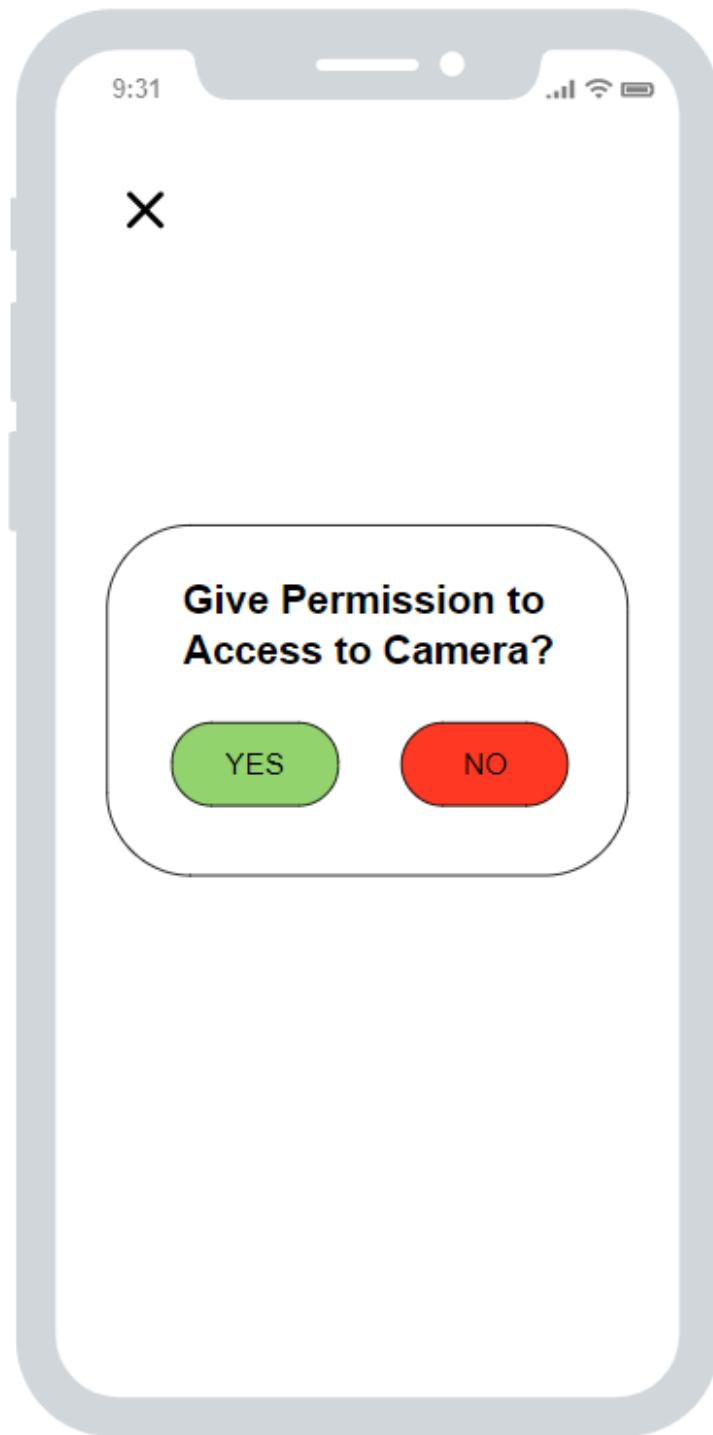 9:31
Give Permission to
Access to Camera?
YES
NO